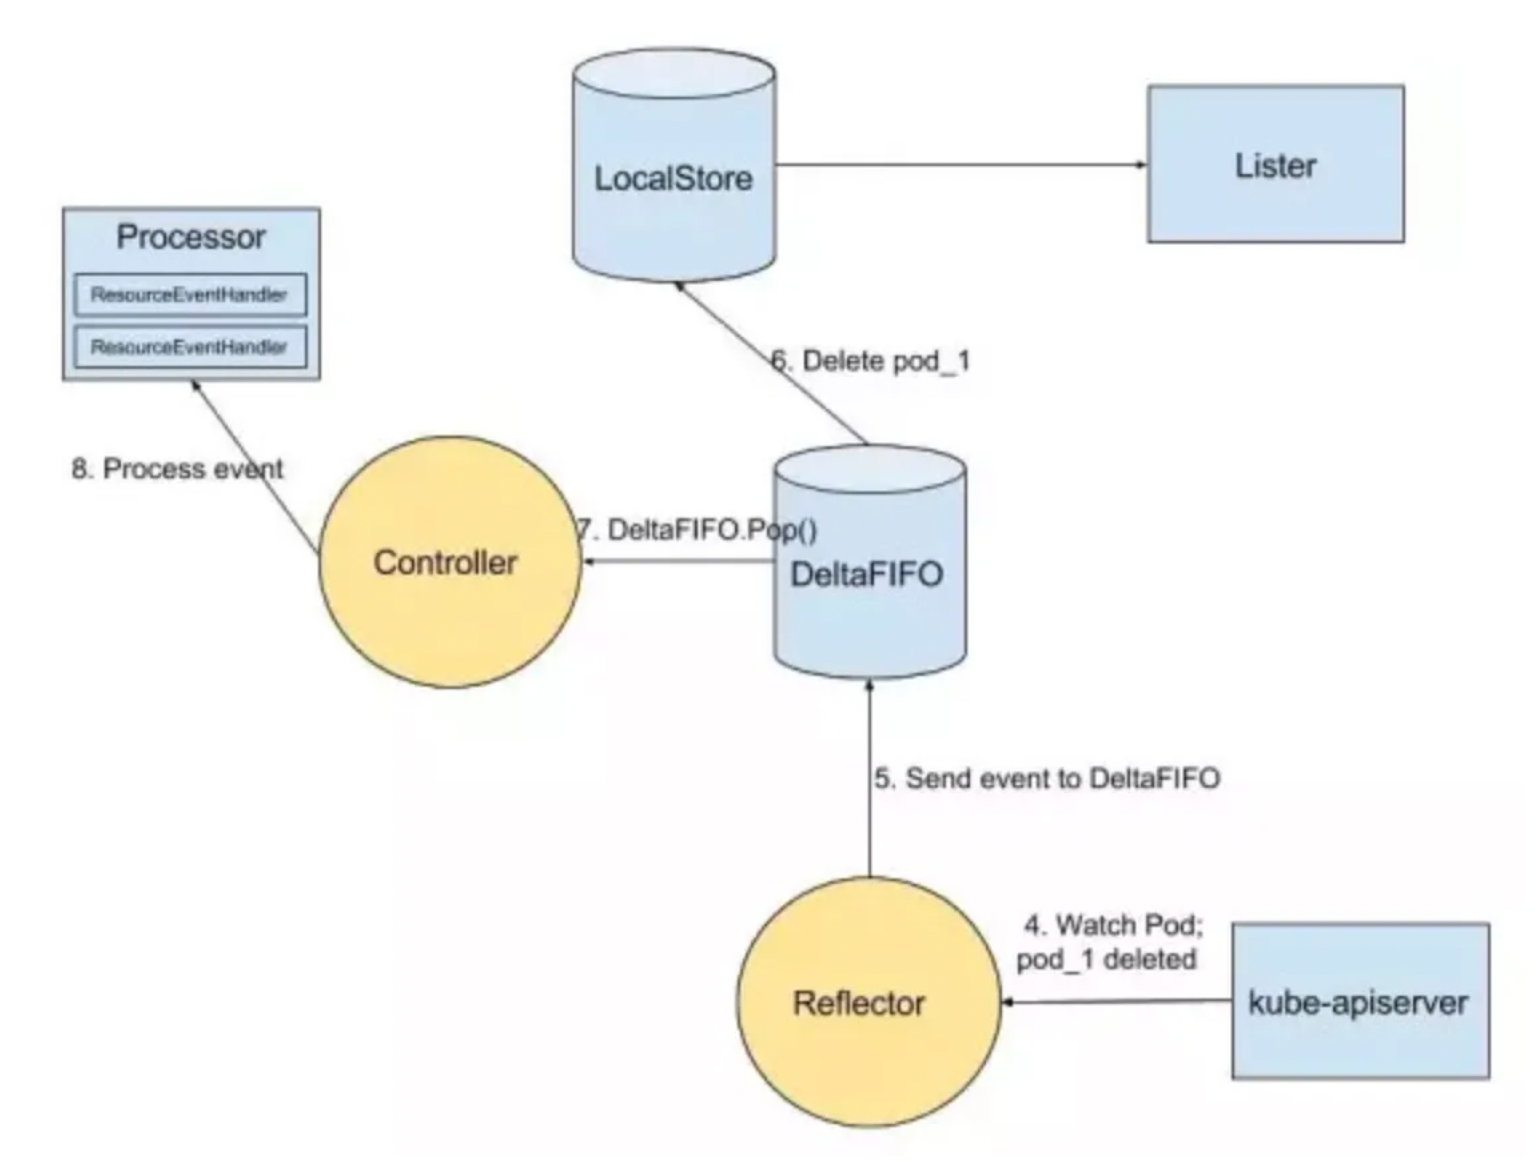 LocalStore
Lister
Processor
ResourceEventHandler
ResourceEventHandler
6. Delete pod_1
8. Process event
7. DeltaFIFO.Pop()
Controller
DeltaFIFO
5. Send event to DeltaFIFO
4. Watch Pod;
pod_1 deleted
Reflector
kube-apiserver